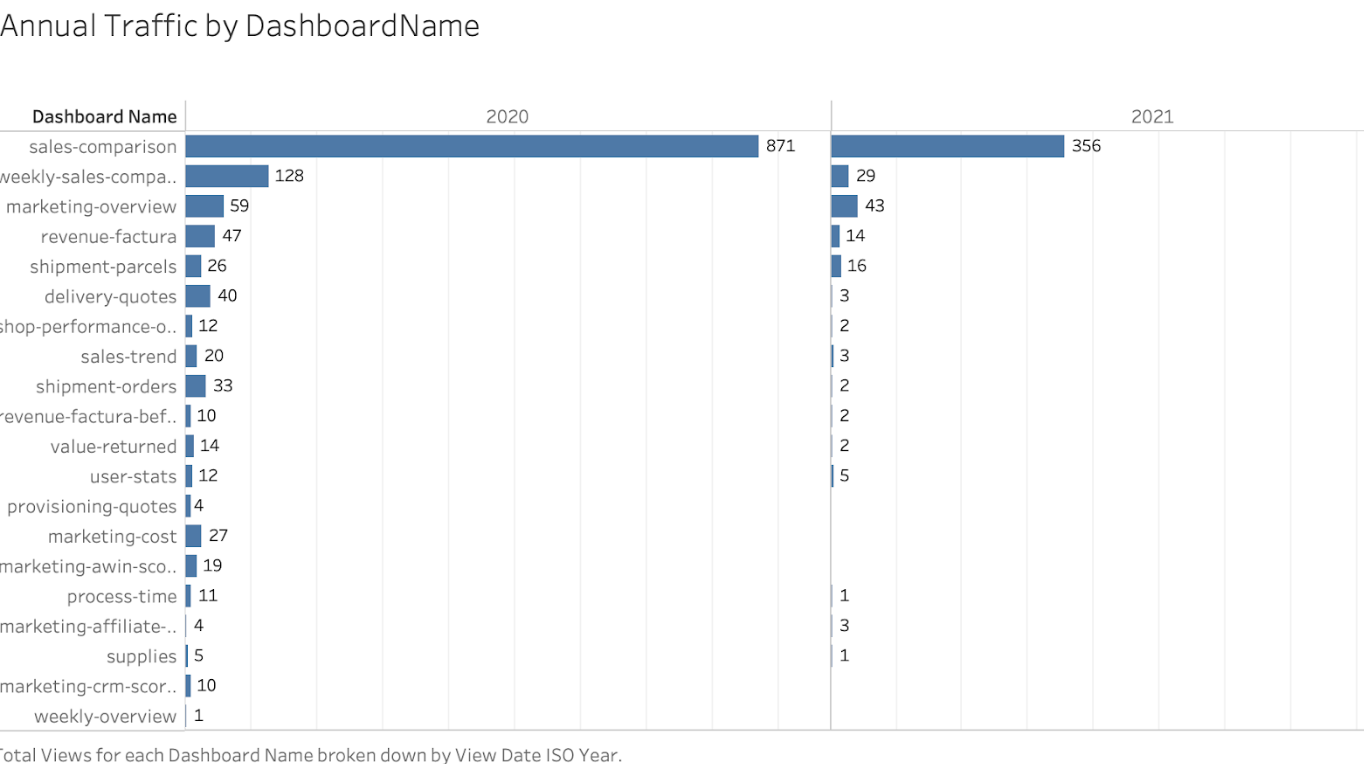 Annual Traffic by DashboardName
Dashboard Name 2020 2021
sales-comparison 871 356
weekly-sales-compa.. 128 29
marketing-overview 59 43
revenue-factura 47 14
shipment-parcels 26 16
delivery-quotes 40 3
shop-performance-o.. 12 2
sales-trend 20 3
shipment-orders 33 2
revenue-factura-bef.. 10 2
value-returned 14 2
user-stats 12 5
provisioning-quotes 4
marketing-cost 27
marketing-awin-sco.. 19
process-time 11 1
marketing-affiliate-.. 4 3
supplies 5 1
marketing-crm-scor.. 10
weekly-overview 1
Total Views for each Dashboard Name broken down by View Date ISO Year.